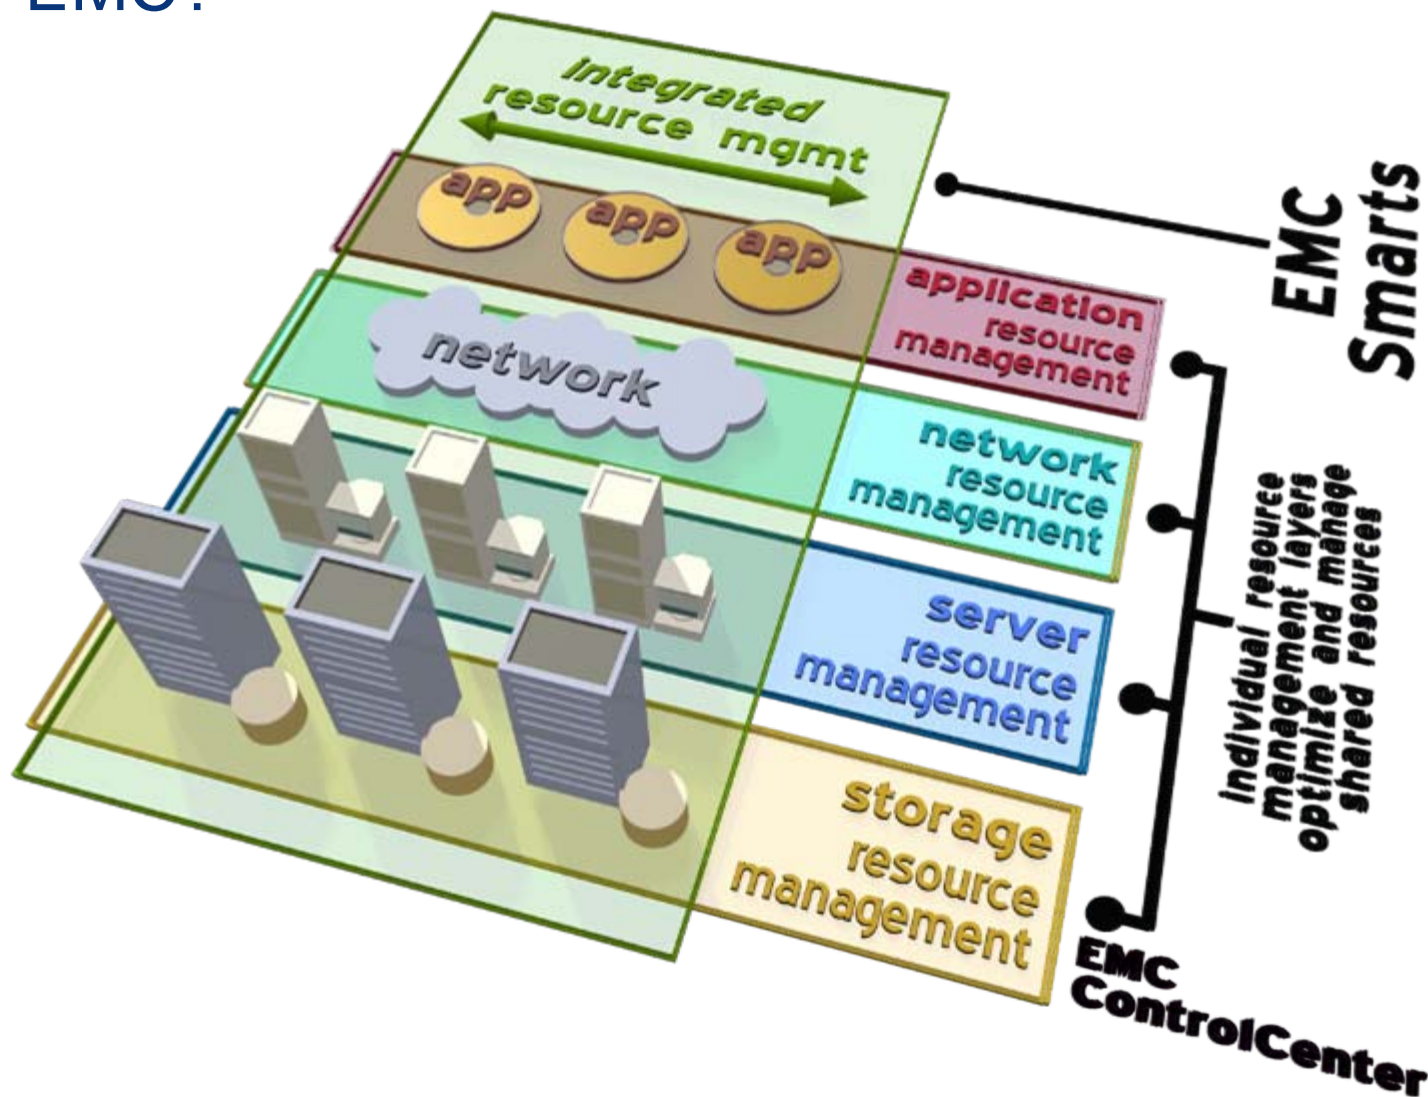 EMC?
integrated
resource mgmt
app
app
app
application
resource
management
network
network
resource
management
server
resource
management
storage
resource
management
EMC
Smarts
individual resource
management layers
optimize and manage
shared resources
EMC
ControlCenter